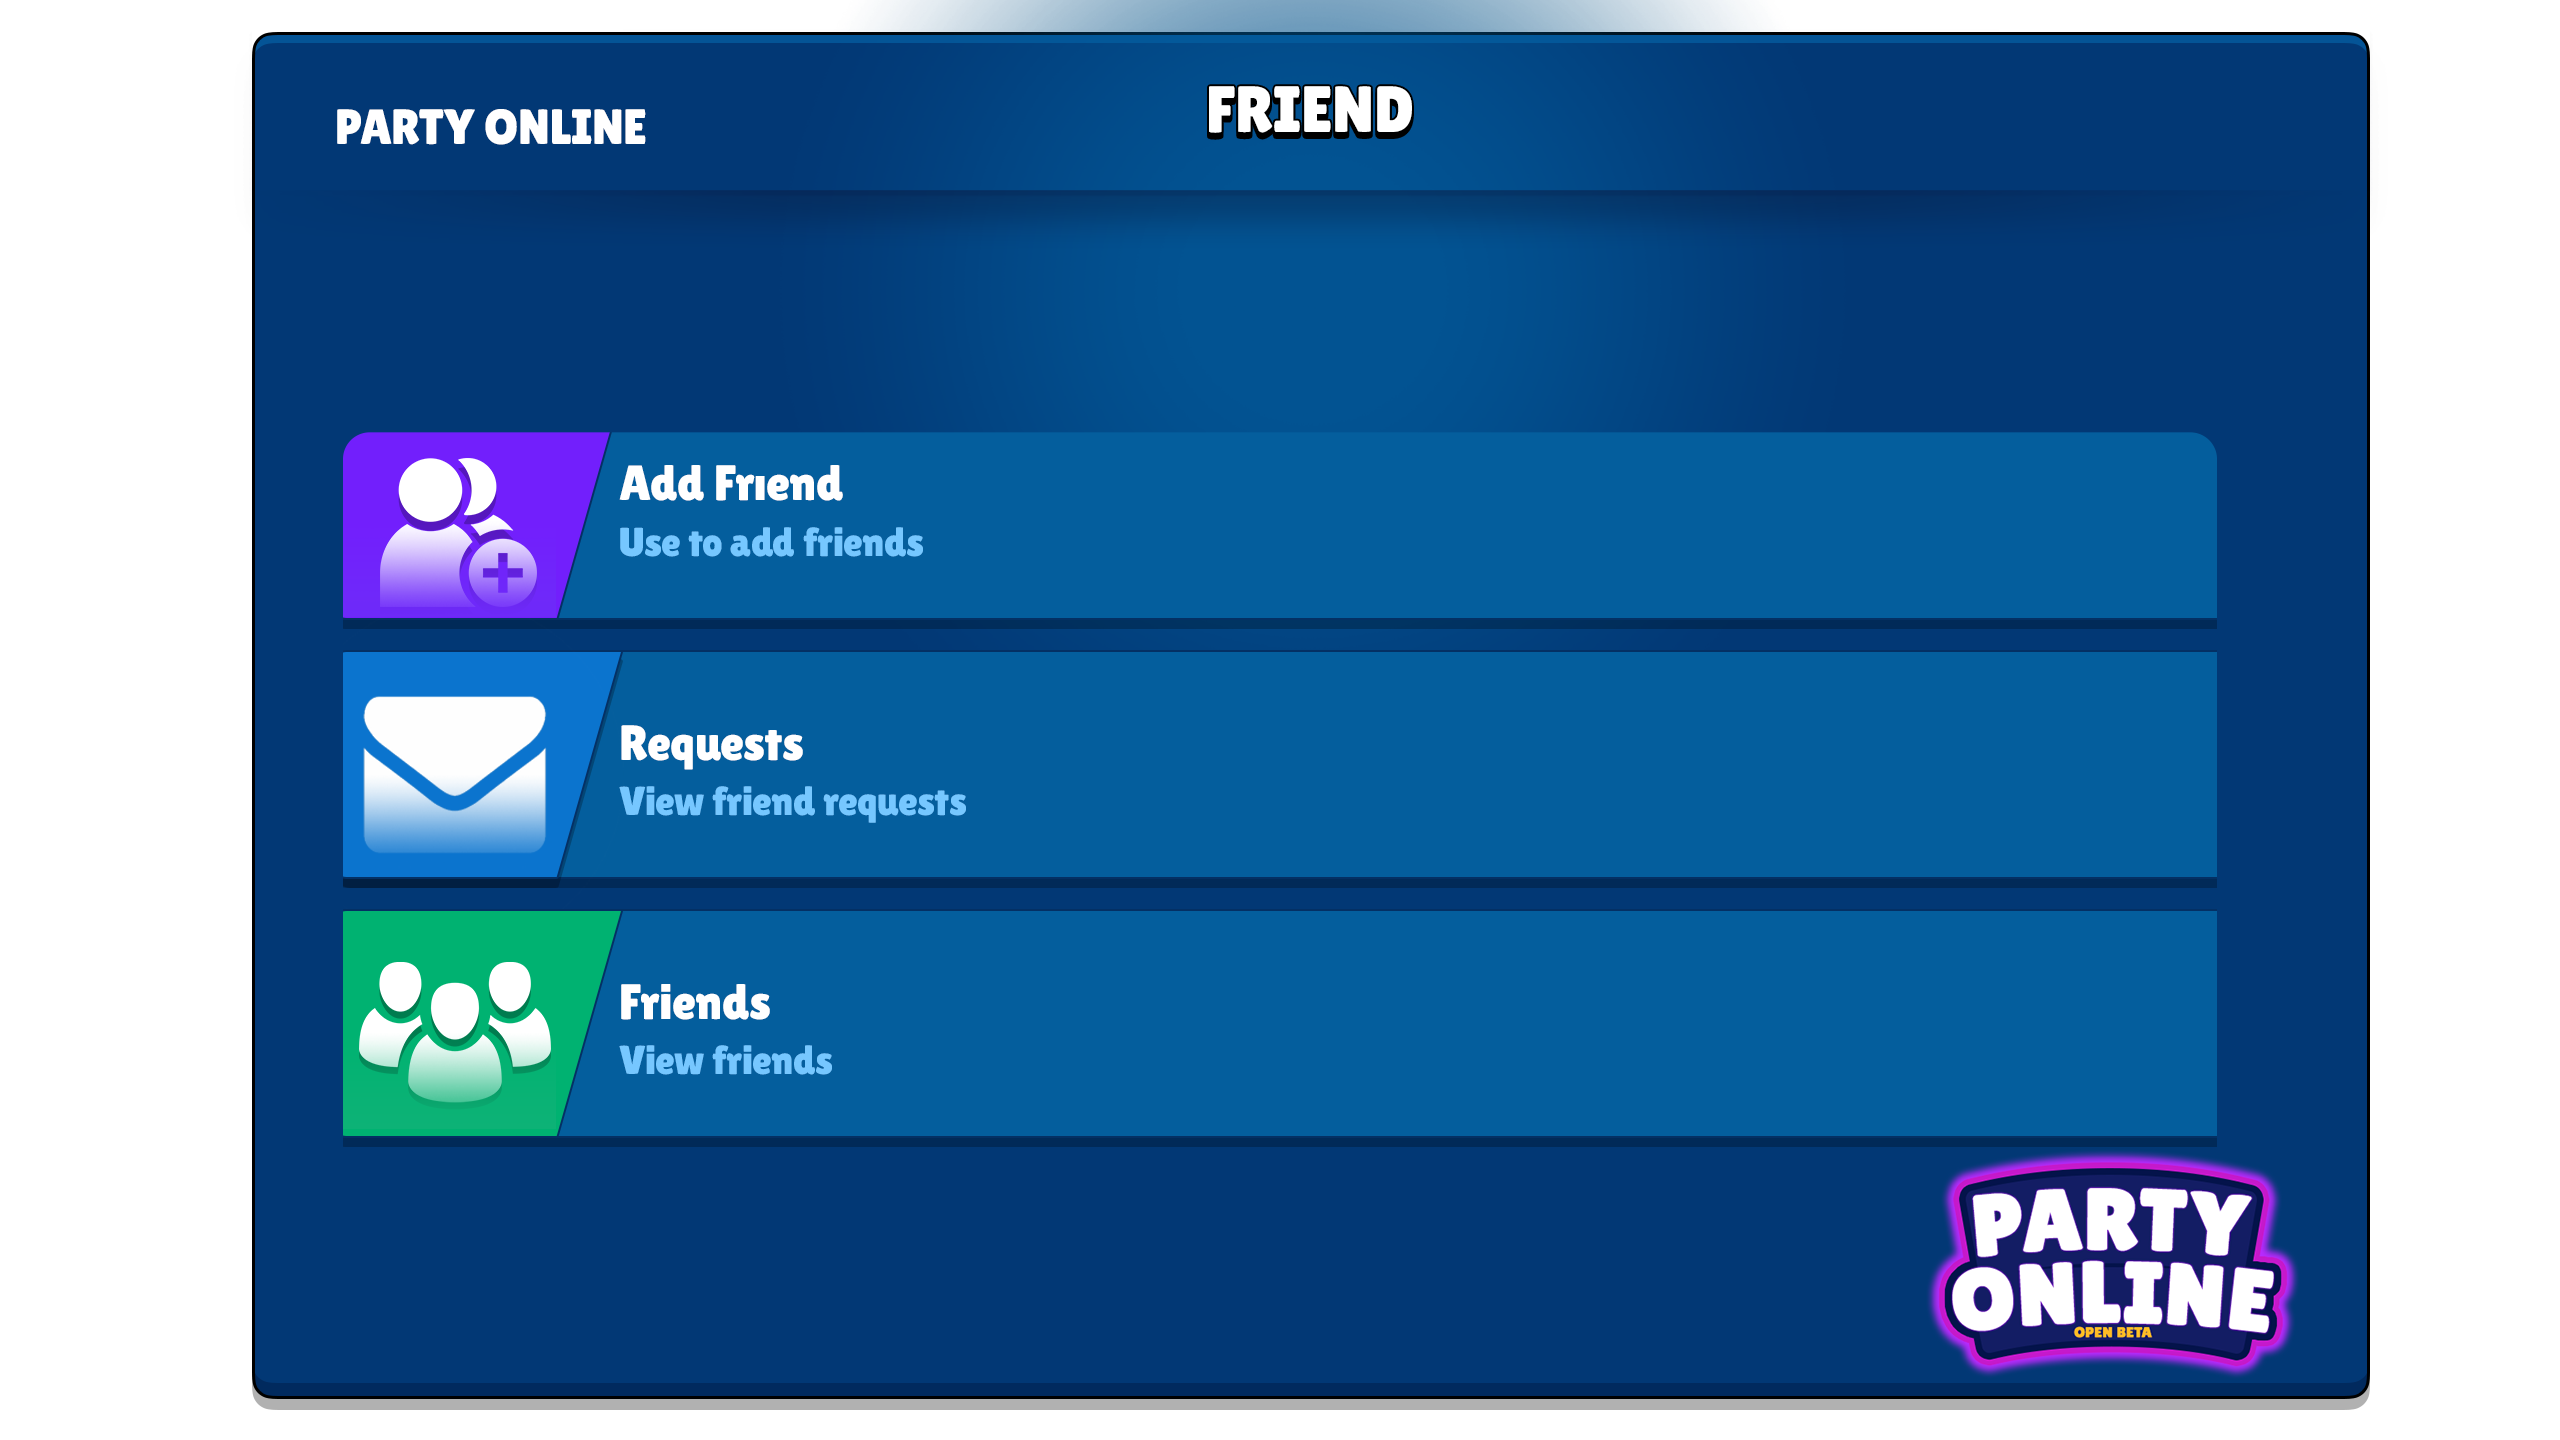 PARTY ONLINE
FRIEND
Add Friend
Use to add friends
Requests
View friend requests
Friends
View friends
PARTY
ONLINE
OPEN BETA